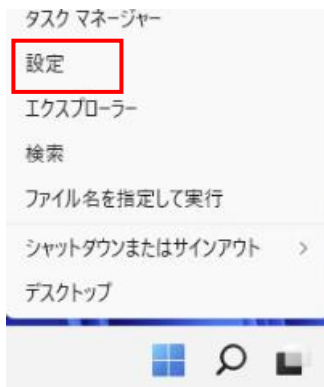 タスク マネージャー
設定
エクスプローラー
検索
ファイル名を指定して実行
シャットダウンまたはサインアウト
デスクトップ